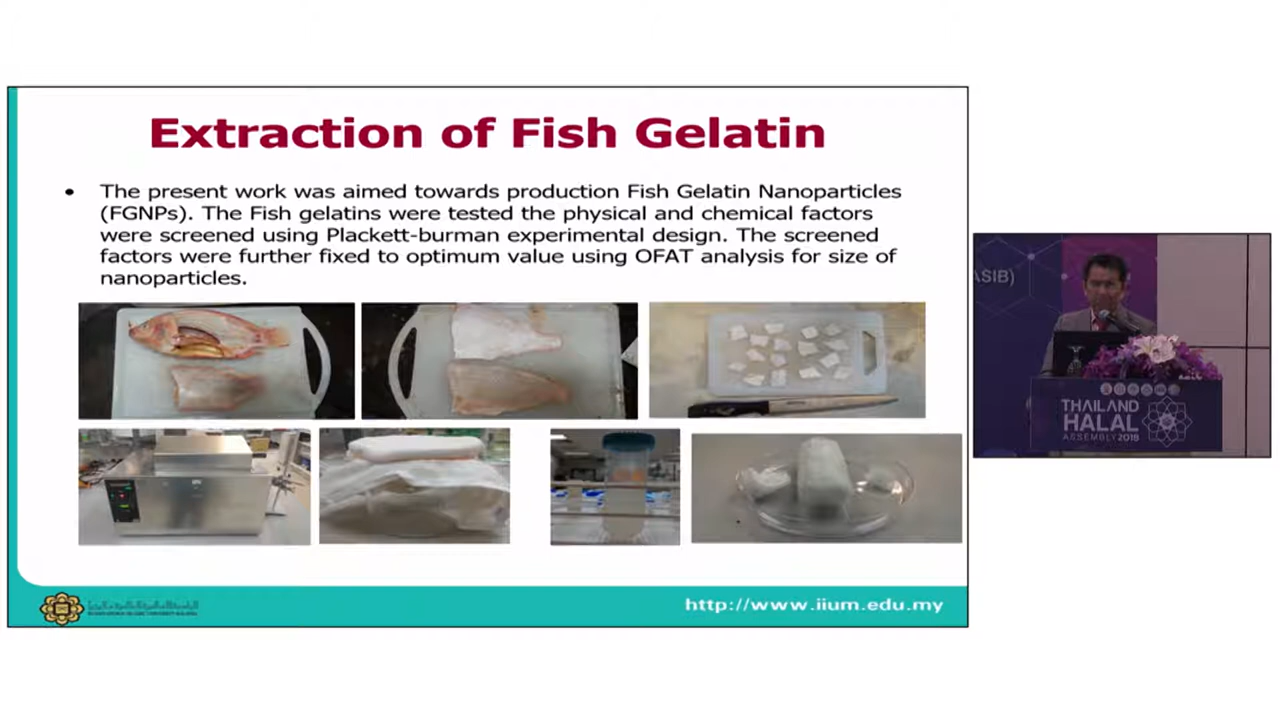 Extraction of Fish Gelatin
• The present work was aimed towards production Fish Gelatin Nanoparticles
(FGNPs). The Fish gelatins were tested the physical and chemical factors
were screened using Plackett-burman experimental design. The screened
factors were further fixed to optimum value using OFAT analysis for size of
nanoparticles.
ASIB)
THAILAND
HALAL
ASSEMBLY 2018
http://www.iium.edu.my